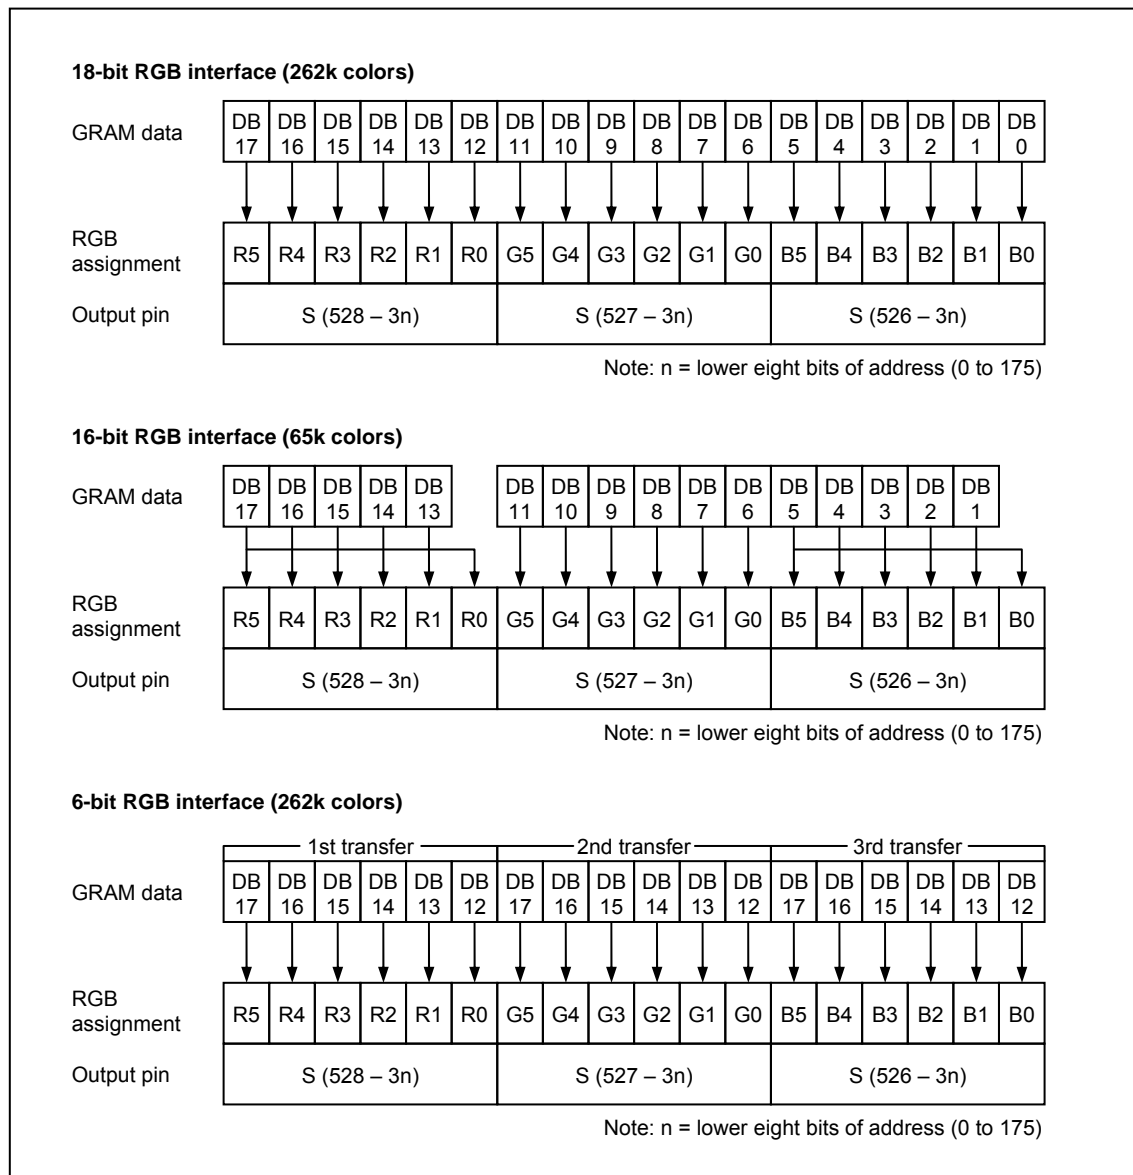 18-bit RGB interface (262k colors)
GRAM data DB 17 DB 16 DB 15 DB 14 DB 13 DB 12 DB 11 DB 10 DB 9 DB 8 DB 7 DB 6 DB 5 DB 4 DB 3 DB 2 DB 1 DB 0
RGB assignment R5 R4 R3 R2 R1 R0 G5 G4 G3 G2 G1 G0 B5 B4 B3 B2 B1 B0
Output pin S (528 – 3n) S (527 – 3n) S (526 – 3n)
Note: n = lower eight bits of address (0 to 175)
16-bit RGB interface (65k colors)
GRAM data DB 17 DB 16 DB 15 DB 14 DB 13 DB 11 DB 10 DB 9 DB 8 DB 7 DB 6 DB 5 DB 4 DB 3 DB 2 DB 1
RGB assignment R5 R4 R3 R2 R1 R0 G5 G4 G3 G2 G1 G0 B5 B4 B3 B2 B1 B0
Output pin S (528 – 3n) S (527 – 3n) S (526 – 3n)
Note: n = lower eight bits of address (0 to 175)
6-bit RGB interface (262k colors)
1st transfer 2nd transfer 3rd transfer
GRAM data DB 17 DB 16 DB 15 DB 14 DB 13 DB 12 DB 17 DB 16 DB 15 DB 14 DB 13 DB 12 DB 17 DB 16 DB 15 DB 14 DB 13 DB 12
RGB assignment R5 R4 R3 R2 R1 R0 G5 G4 G3 G2 G1 G0 B5 B4 B3 B2 B1 B0
Output pin S (528 – 3n) S (527 – 3n) S (526 – 3n)
Note: n = lower eight bits of address (0 to 175)